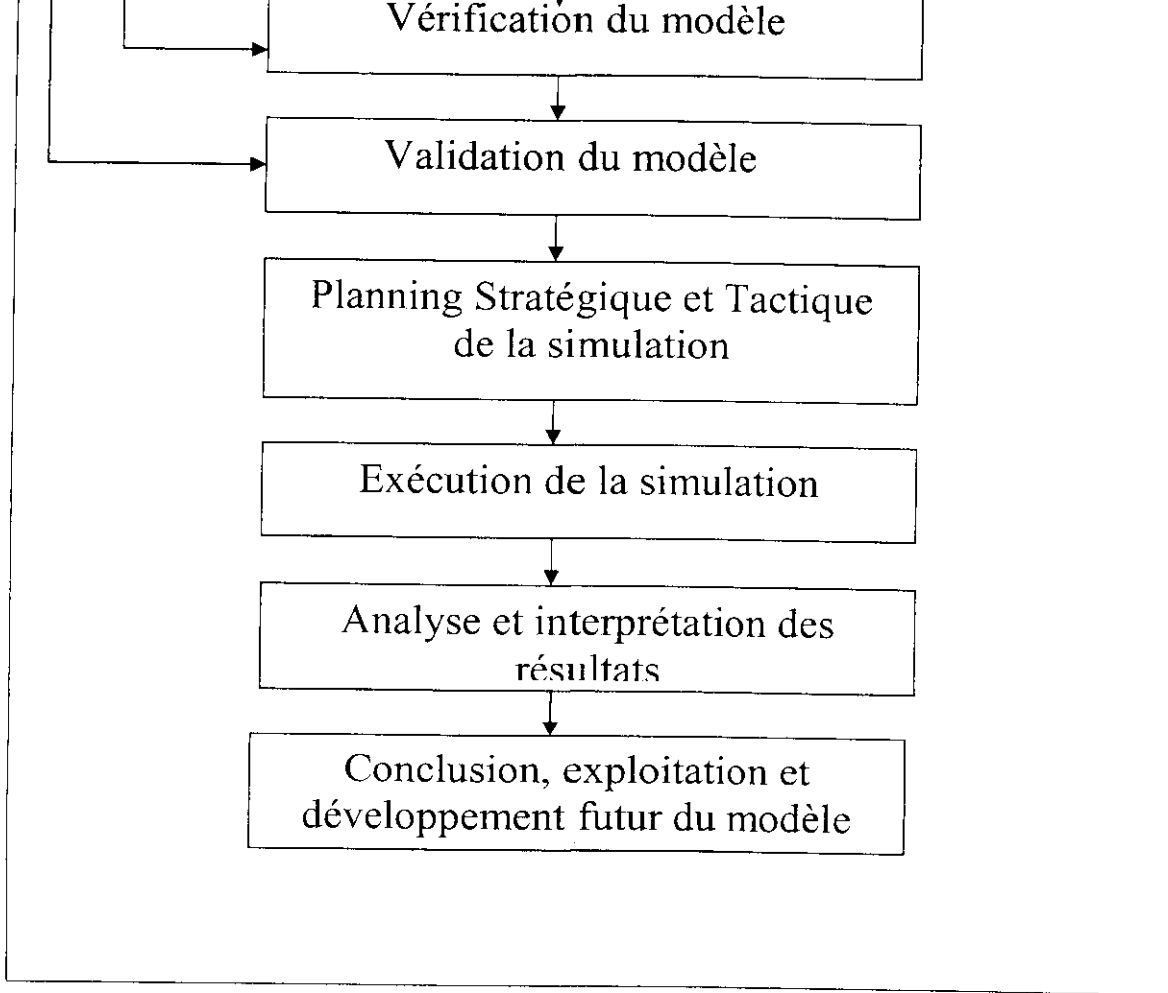 Vérification du modèle
Validation du modèle
Planning Stratégique et Tactique
de la simulation
Exécution de la simulation
Analyse et interprétation des
résultats
Conclusion, exploitation et
développement futur du modèle